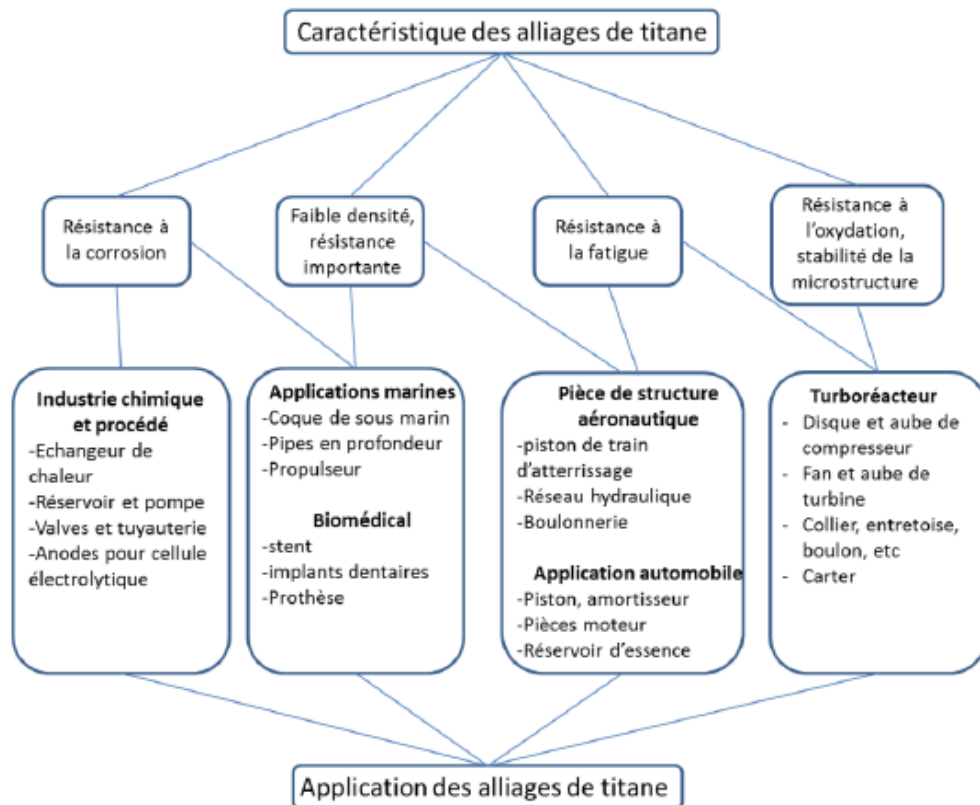 Caractéristique des alliages de titane
Résistance à
la corrosion
Faible densité,
résistance
importante
Résistance à
la fatigue
Résistance à
l'oxydation,
stabilité de la
microstructure
Industrie chimique
et procédé
-Echangeur de
chaleur
-Réservoir et pompe
-Valves et tuyauterie
-Anodes pour cellule
électrolytique
Applications marines
-Coque de sous marin
-Pipes en profondeur
-Propulseur
Biomédical
-stent
-implants dentaires
-Prothèse
Pièce de structure
aéronautique
-piston de train
d'atterrissage
-Réseau hydraulique
-Boulonnerie
Application automobile
-Piston, amortisseur
-Pièces moteur
-Réservoir d'essence
Turboréacteur
- Disque et aube de
compresseur
- Fan et aube de
turbine
- Collier, entretoise,
boulon, etc
- Carter
Application des alliages de titane